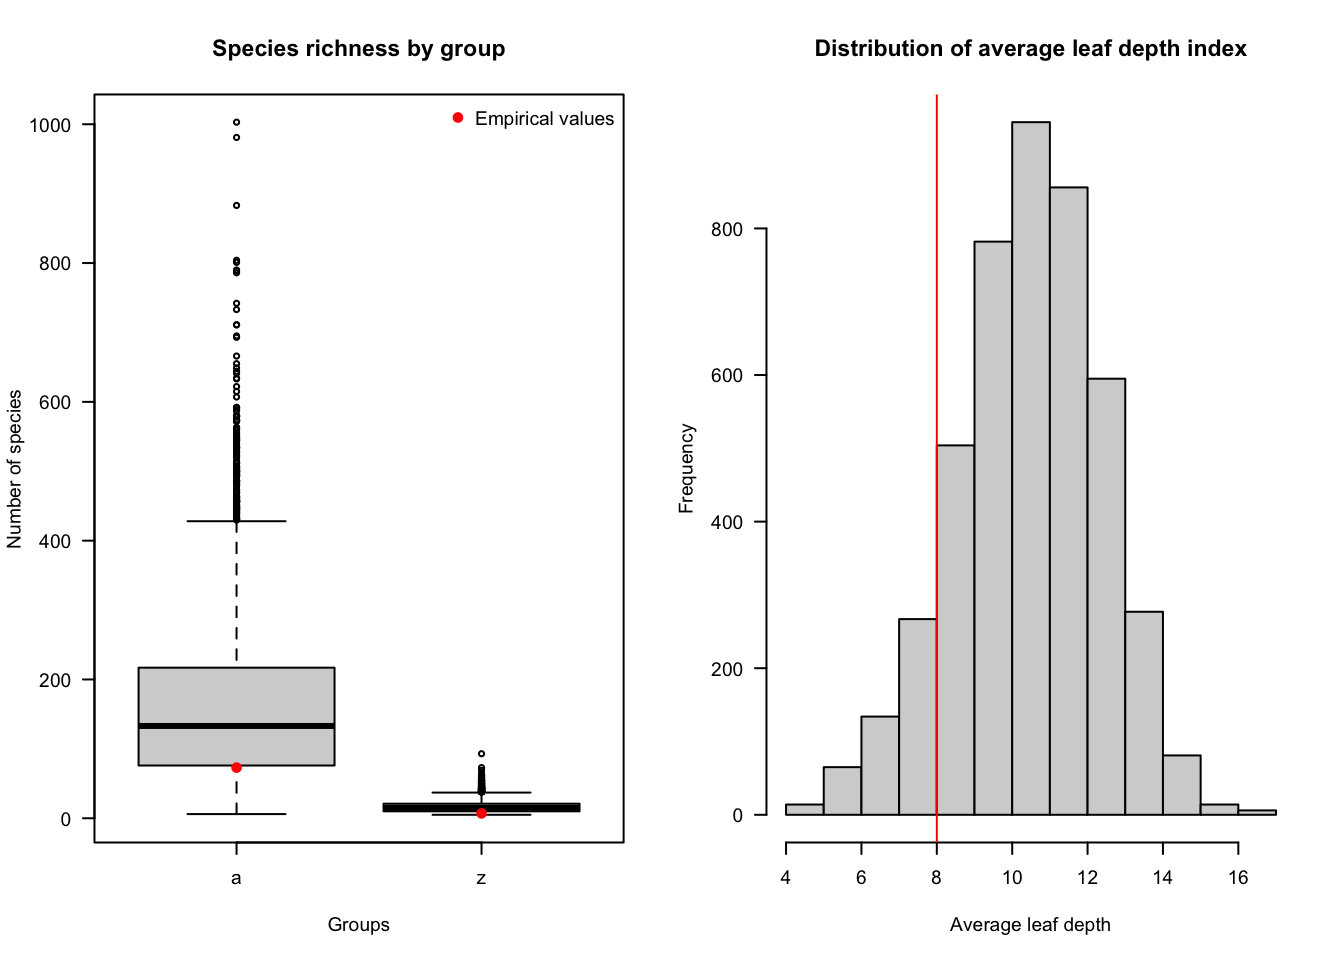 Species richness by group
Empirical values
Number of species
1000
800
600
400
200
0
a z
Groups
Distribution of average leaf depth index
Frequency
800
600
400
200
0
4 6 8 10 12 14 16
Average leaf depth